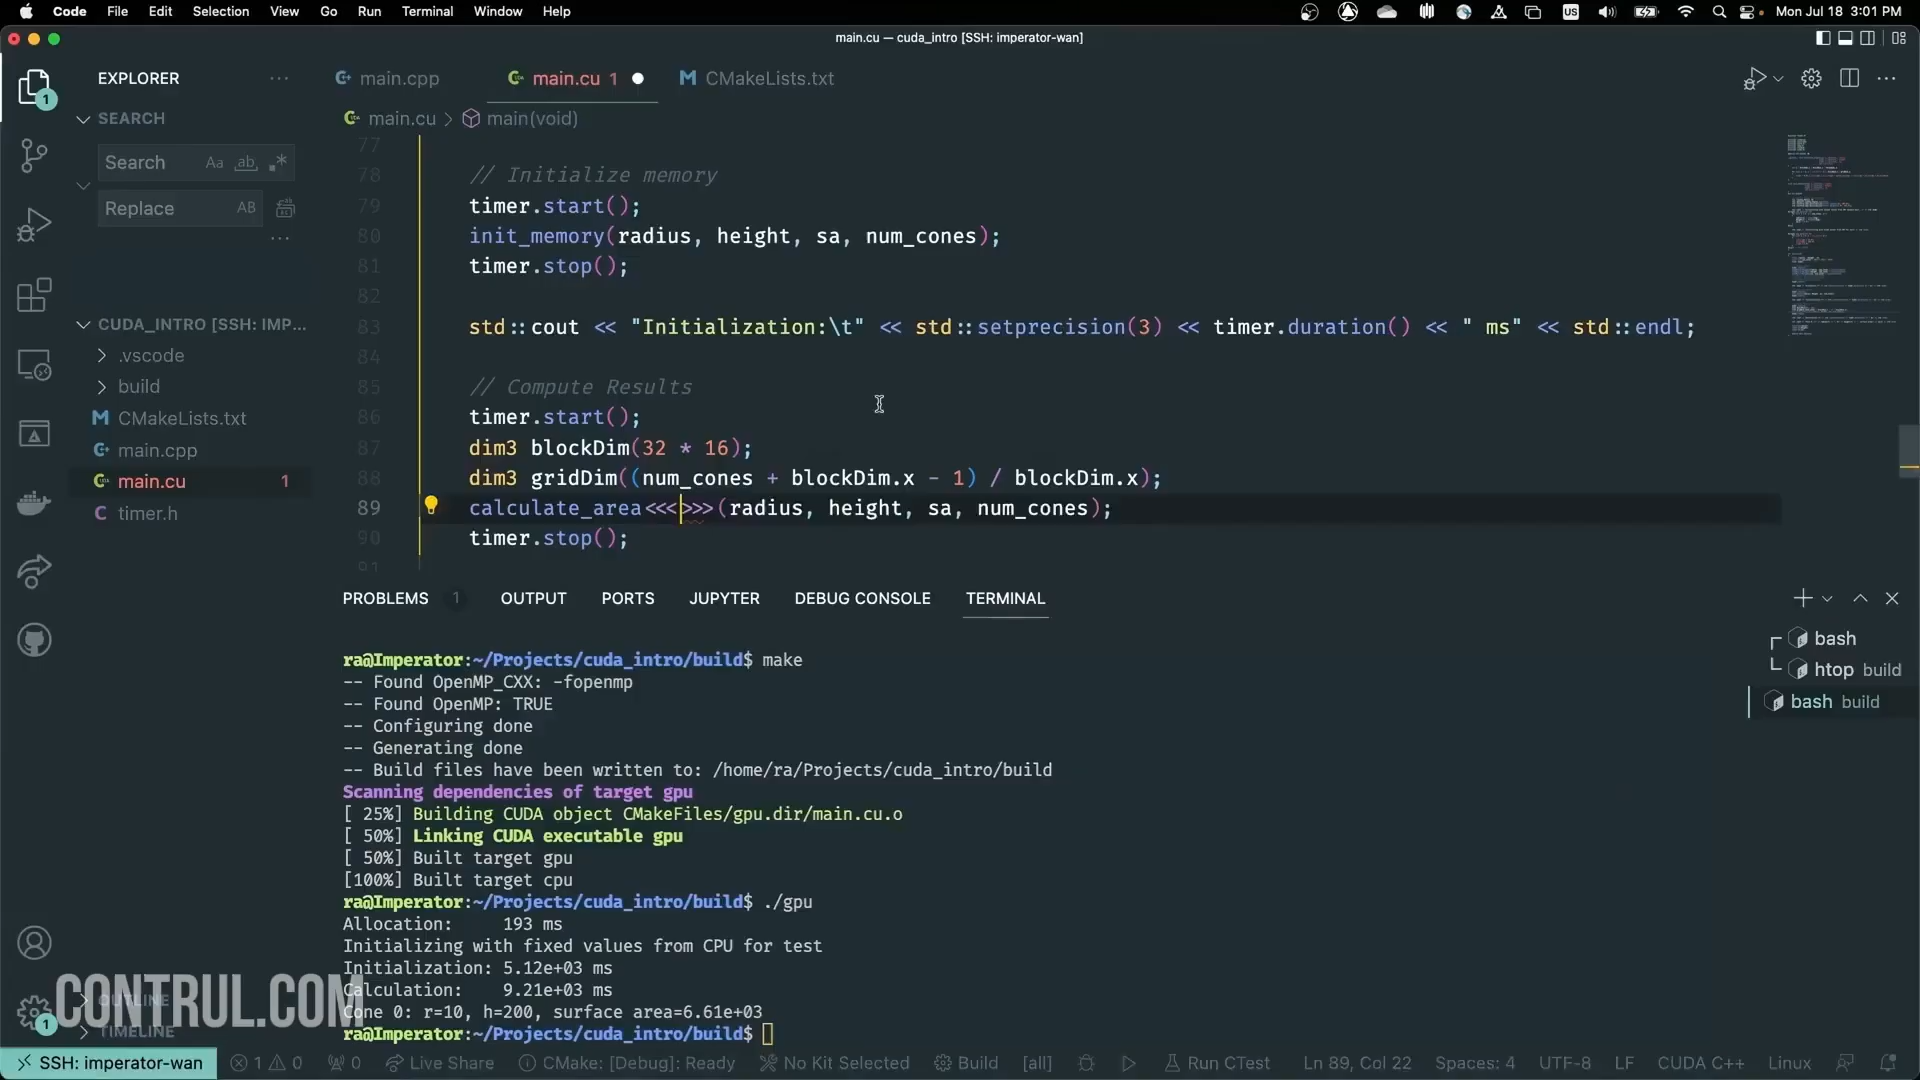 Code File Edit Selection View Go Run Terminal Window Help
US
Mon Jul 18 3:01 PM
main.cu — cuda_intro [SSH: imperator-wan]
EXPLORER
1
SEARCH
Search Aa ab
Replace AB
CUDA_INTRO [SSH: IMP...
.vscode
build
M CMakeLists.txt
main.cpp
main.cu 1
C timer.h
OUTLINE
TIMELINE
1
main.cpp main.cu 1 M CMakeLists.txt
main.cu > main(void)
77
78 // Initialize memory
79 timer.start();
80 init_memory(radius, height, sa, num_cones);
81 timer.stop();
82
83 std::cout << "Initialization:\t" << std::setprecision(3) << timer.duration() << " ms" << std::endl;
84
85 // Compute Results
86 timer.start();
87 dim3 blockDim(32 * 16);
88 dim3 gridDim((num_cones + blockDim.x - 1) / blockDim.x);
89 calculate_area<<<>>>(radius, height, sa, num_cones);
90 timer.stop();
91
PROBLEMS 1 OUTPUT PORTS JUPYTER DEBUG CONSOLE TERMINAL
ra@Imperator:~/Projects/cuda_intro/build$ make
-- Found OpenMP_CXX: -fopenmp
-- Found OpenMP: TRUE
-- Configuring done
-- Generating done
-- Build files have been written to: /home/ra/Projects/cuda_intro/build
Scanning dependencies of target gpu
[ 25%] Building CUDA object CMakeFiles/gpu.dir/main.cu.o
[ 50%] Linking CUDA executable gpu
[ 50%] Built target gpu
[100%] Built target cpu
ra@Imperator:~/Projects/cuda_intro/build$ ./gpu
Allocation: 193 ms
Initializing with fixed values from CPU for test
Initialization: 5.12e+03 ms
Calculation: 9.21e+03 ms
Cone 0: r=10, h=200, surface area=6.61e+03
ra@Imperator:~/Projects/cuda_intro/build$
bash
htop build
bash build
CONTRUL.COM
SSH: imperator-wan 1 0 0 Live Share CMake: [Debug]: Ready No Kit Selected Build [all] Run CTest Ln 89, Col 22 Spaces: 4 UTF-8 LF CUDA C++ Linux